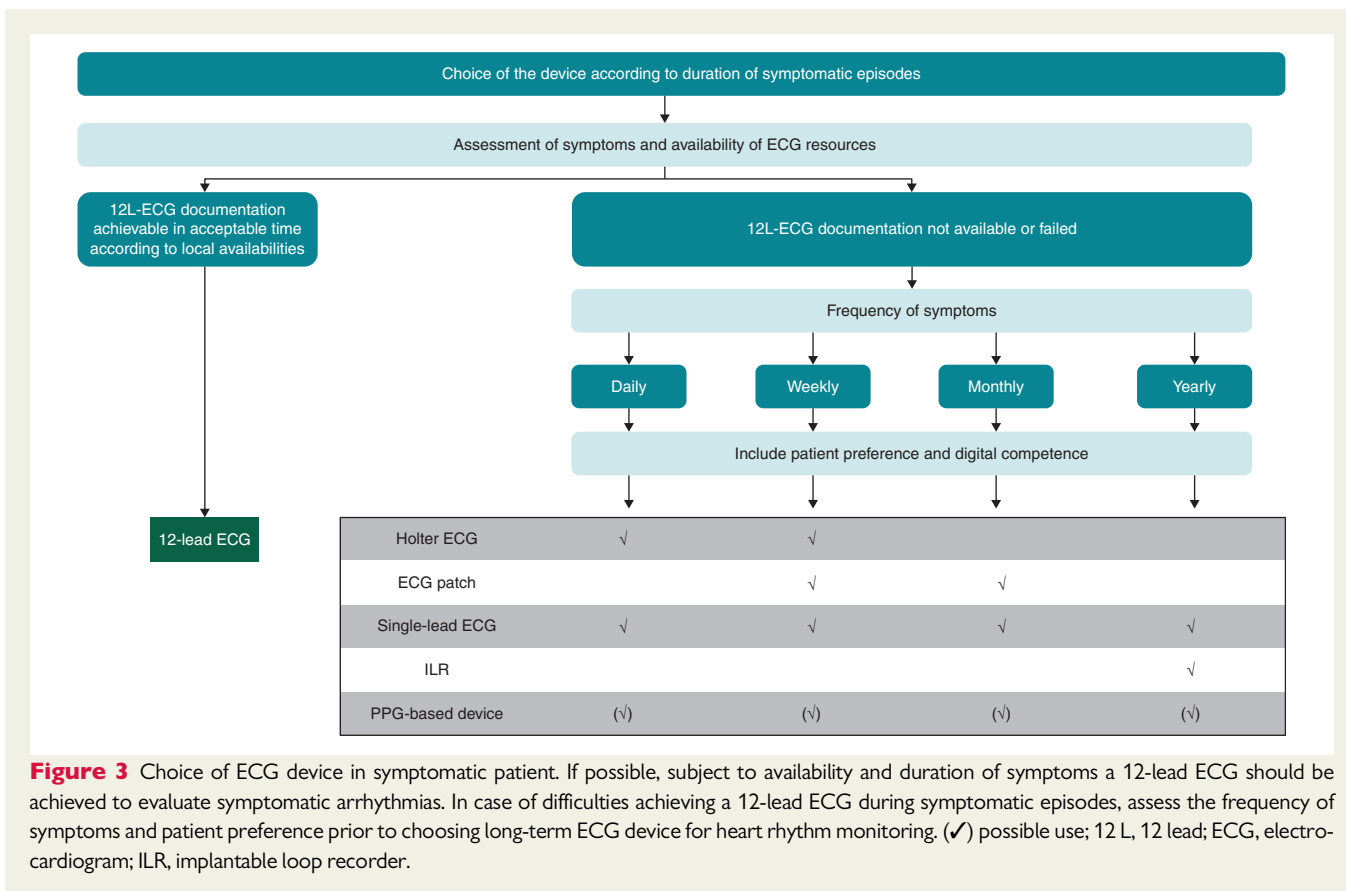 Choice of the device according to duration of symptomatic episodes
Assessment of symptoms and availability of ECG resources
12L-ECG documentation
achievable in acceptable time
according to local availabilities
12L-ECG documentation not available or failed
Frequency of symptoms
Daily Weekly Monthly Yearly
Include patient preference and digital competence
12-lead ECG
Holter ECG √ √
ECG patch √ √
Single-lead ECG √ √ √ √
ILR √
PPG-based device (√) (√) (√) (√)
Figure 3 Choice of ECG device in symptomatic patient. If possible, subject to availability and duration of symptoms a 12-lead ECG should be
achieved to evaluate symptomatic arrhythmias. In case of difficulties achieving a 12-lead ECG during symptomatic episodes, assess the frequency of
symptoms and patient preference prior to choosing long-term ECG device for heart rhythm monitoring. (✓) possible use; 12 L, 12 lead; ECG, electro-
cardiogram; ILR, implantable loop recorder.